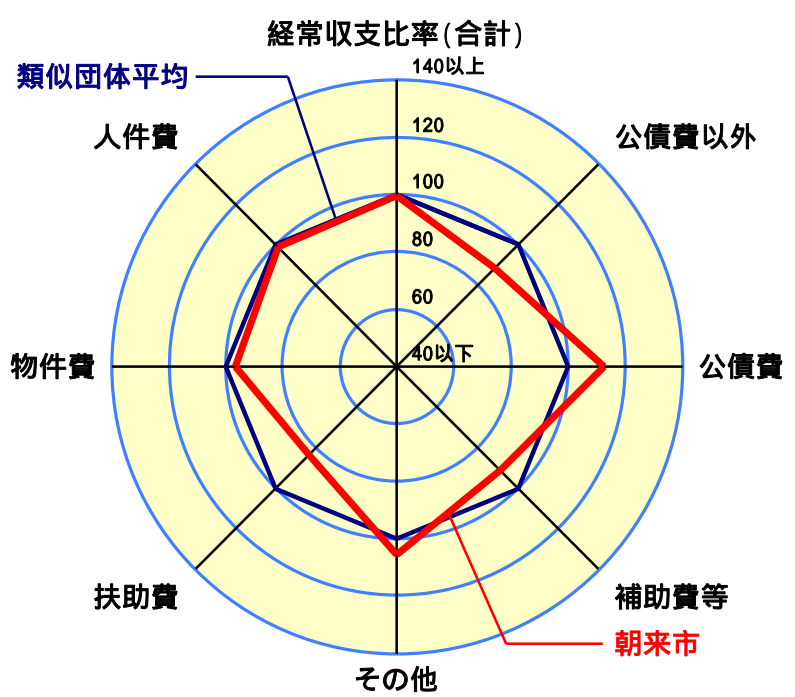 経常収支比率(合計)
140以上
類似団体平均
120
人件費
公債費以外
100
80
60
40以下
物件費
公債費
扶助費
補助費等
朝来市
その他